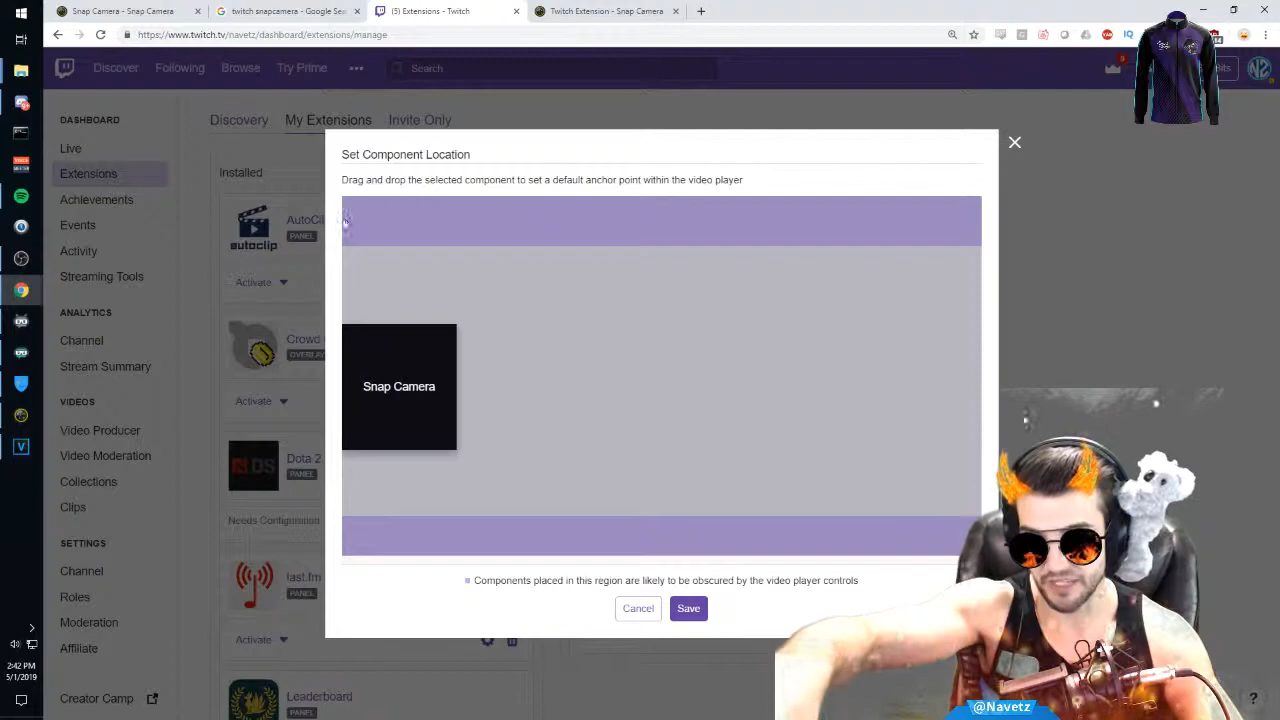 Snap Camera - Snap Camera
twitch snapcamera - Google Sea
(5) Extensions - Twitch
Twitch Extension - Snap Camera
https://www.twitch.tv/navetz/dashboard/extensions/manage
Discover
Following
Browse
Try Prime
Search
Bits
DASHBOARD
Live
Extensions
Achievements
Events
Activity
Streaming Tools
ANALYTICS
Channel
Stream Summary
VIDEOS
Video Producer
Video Moderation
Collections
Clips
SETTINGS
Channel
Roles
Moderation
Affiliate
Creator Camp
Discovery
My Extensions
Invite Only
Installed
autoclip
AutoCli
PANEL
Activate
Crowd
OVERLAY
Activate
Dota 2
PANEL
Needs Configuration
last.fm
PANEL
Activate
Leaderboard
PANEL
Set Component Location
Drag and drop the selected component to set a default anchor point within the video player
Snap Camera
Components placed in this region are likely to be obscured by the video player controls
Cancel
Save
2:42 PM
5/1/2019
@Navetz